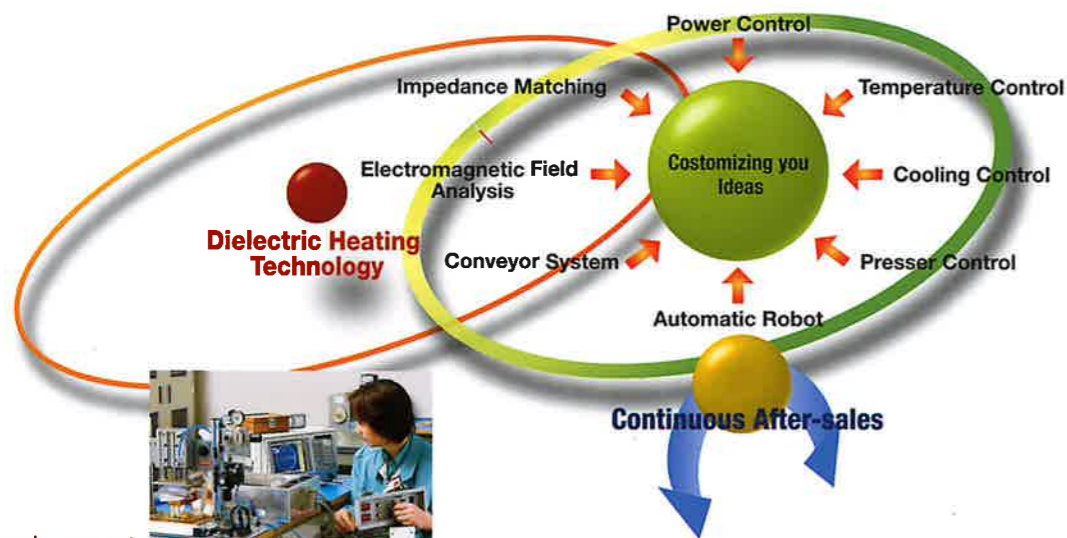 Power Control
Impedance Matching
Temperature Control
Electromagnetic Field
Analysis
Costomizing you
Ideas
Cooling Control
Dielectric Heating
Technology
Conveyor System
Presser Control
Automatic Robot
Continuous After-sales